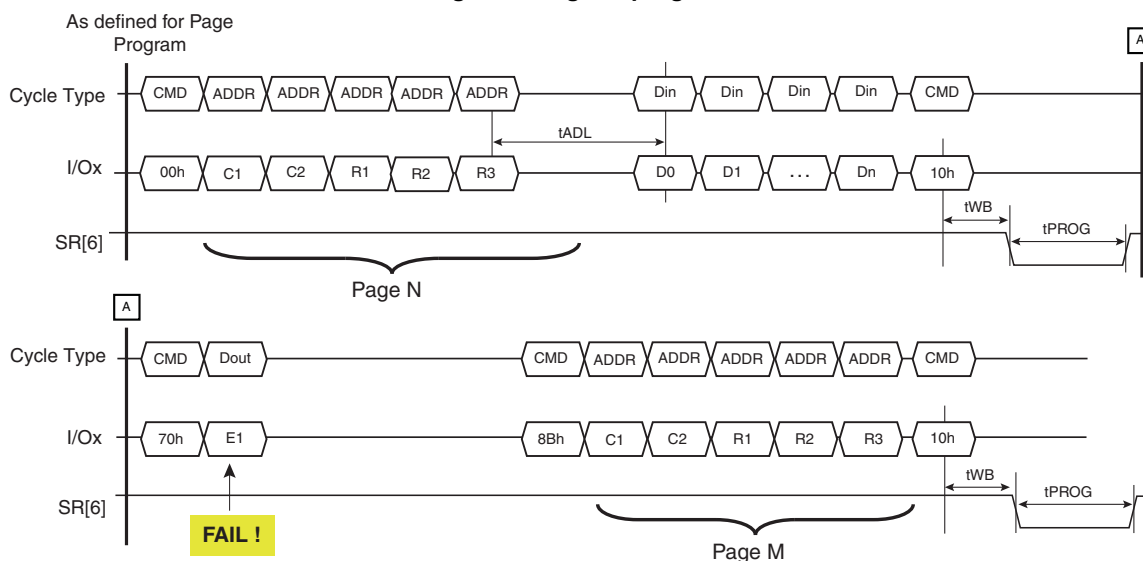 As defined for Page
Program
A
Cycle Type CMD ADDR ADDR ADDR ADDR ADDR Din Din Din Din CMD
tADL
I/Ox 00h C1 C2 R1 R2 R3 D0 D1 ... Dn 10h
tWB
tPROG
SR[6]
Page N
A
Cycle Type CMD Dout CMD ADDR ADDR ADDR ADDR ADDR CMD
I/Ox 70h E1 8Bh C1 C2 R1 R2 R3 10h
tWB
tPROG
SR[6]
FAIL !
Page M